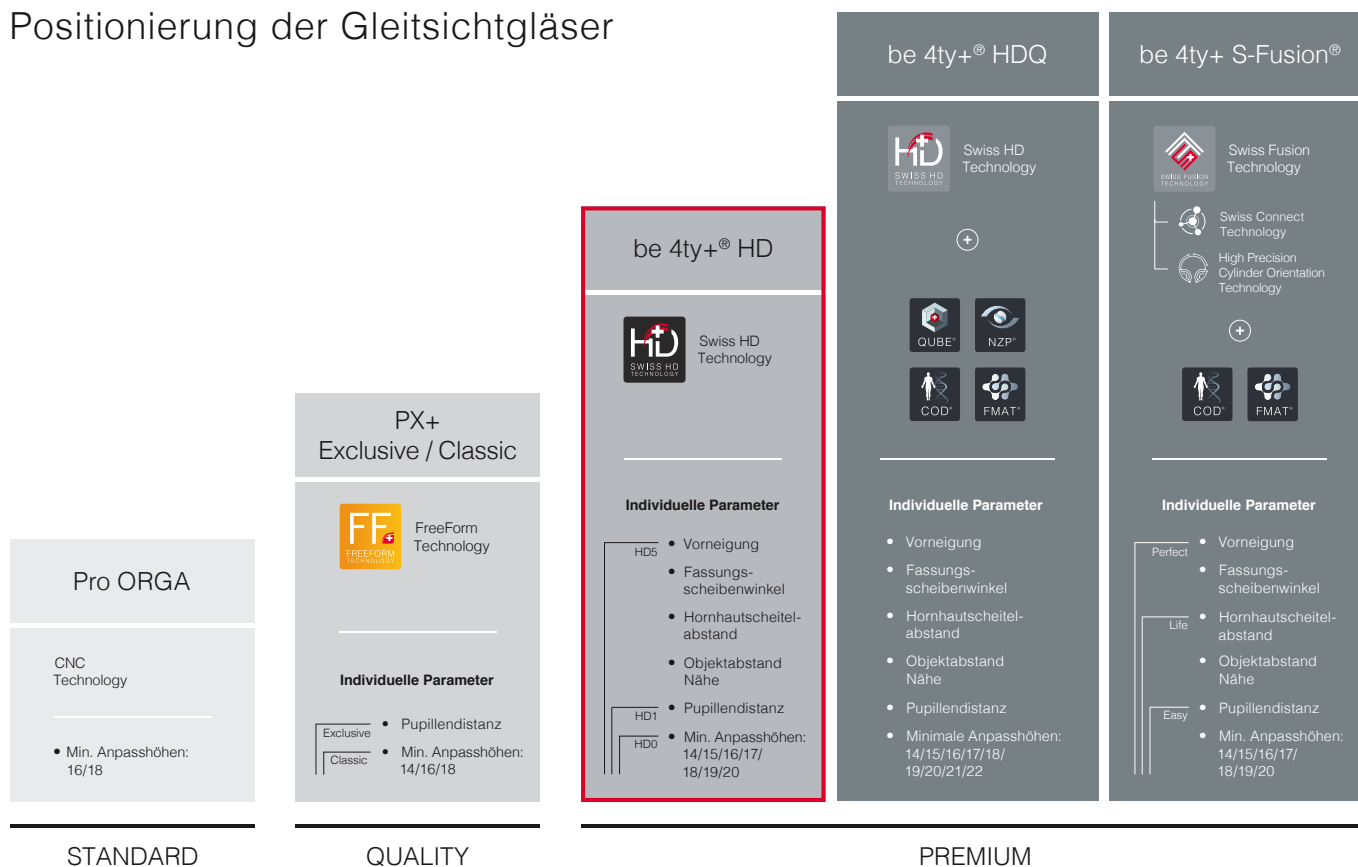 Positionierung der Gleitsichtgläser
Pro ORGA
CNC
Technology
• Min. Anpasshöhen:
16/18
STANDARD
PX+
Exclusive / Classic
FF
FREEFORM
TECHNOLOGY
FreeForm
Technology
Individuelle Parameter
Exclusive
• Pupillendistanz
Classic
• Min. Anpasshöhen:
14/16/18
QUALITY
be 4ty+® HD
HD
SWISS HD
TECHNOLOGY
Swiss HD
Technology
Individuelle Parameter
HD5
• Vorneigung
• Fassungs-
scheibenwinkel
• Hornhautscheitel-
abstand
• Objektabstand
Nähe
HD1
• Pupillendistanz
HD0
• Min. Anpasshöhen:
14/15/16/17/
18/19/20
be 4ty+® HDQ
HD
SWISS HD
TECHNOLOGY
Swiss HD
Technology
+
QUBE®
NZP®
COD®
FMAT®
Individuelle Parameter
• Vorneigung
• Fassungs-
scheibenwinkel
• Hornhautscheitel-
abstand
• Objektabstand
Nähe
• Pupillendistanz
• Minimale Anpasshöhen:
14/15/16/17/18/
19/20/21/22
be 4ty+ S-Fusion®
SWISS FUSION
TECHNOLOGY
Swiss Fusion
Technology
Swiss Connect
Technology
High Precision
Cylinder Orientation
Technology
+
COD®
FMAT®
Individuelle Parameter
Perfect
• Vorneigung
• Fassungs-
scheibenwinkel
Life
• Hornhautscheitel-
abstand
• Objektabstand
Nähe
Easy
• Pupillendistanz
• Min. Anpasshöhen:
14/15/16/17/
18/19/20
PREMIUM